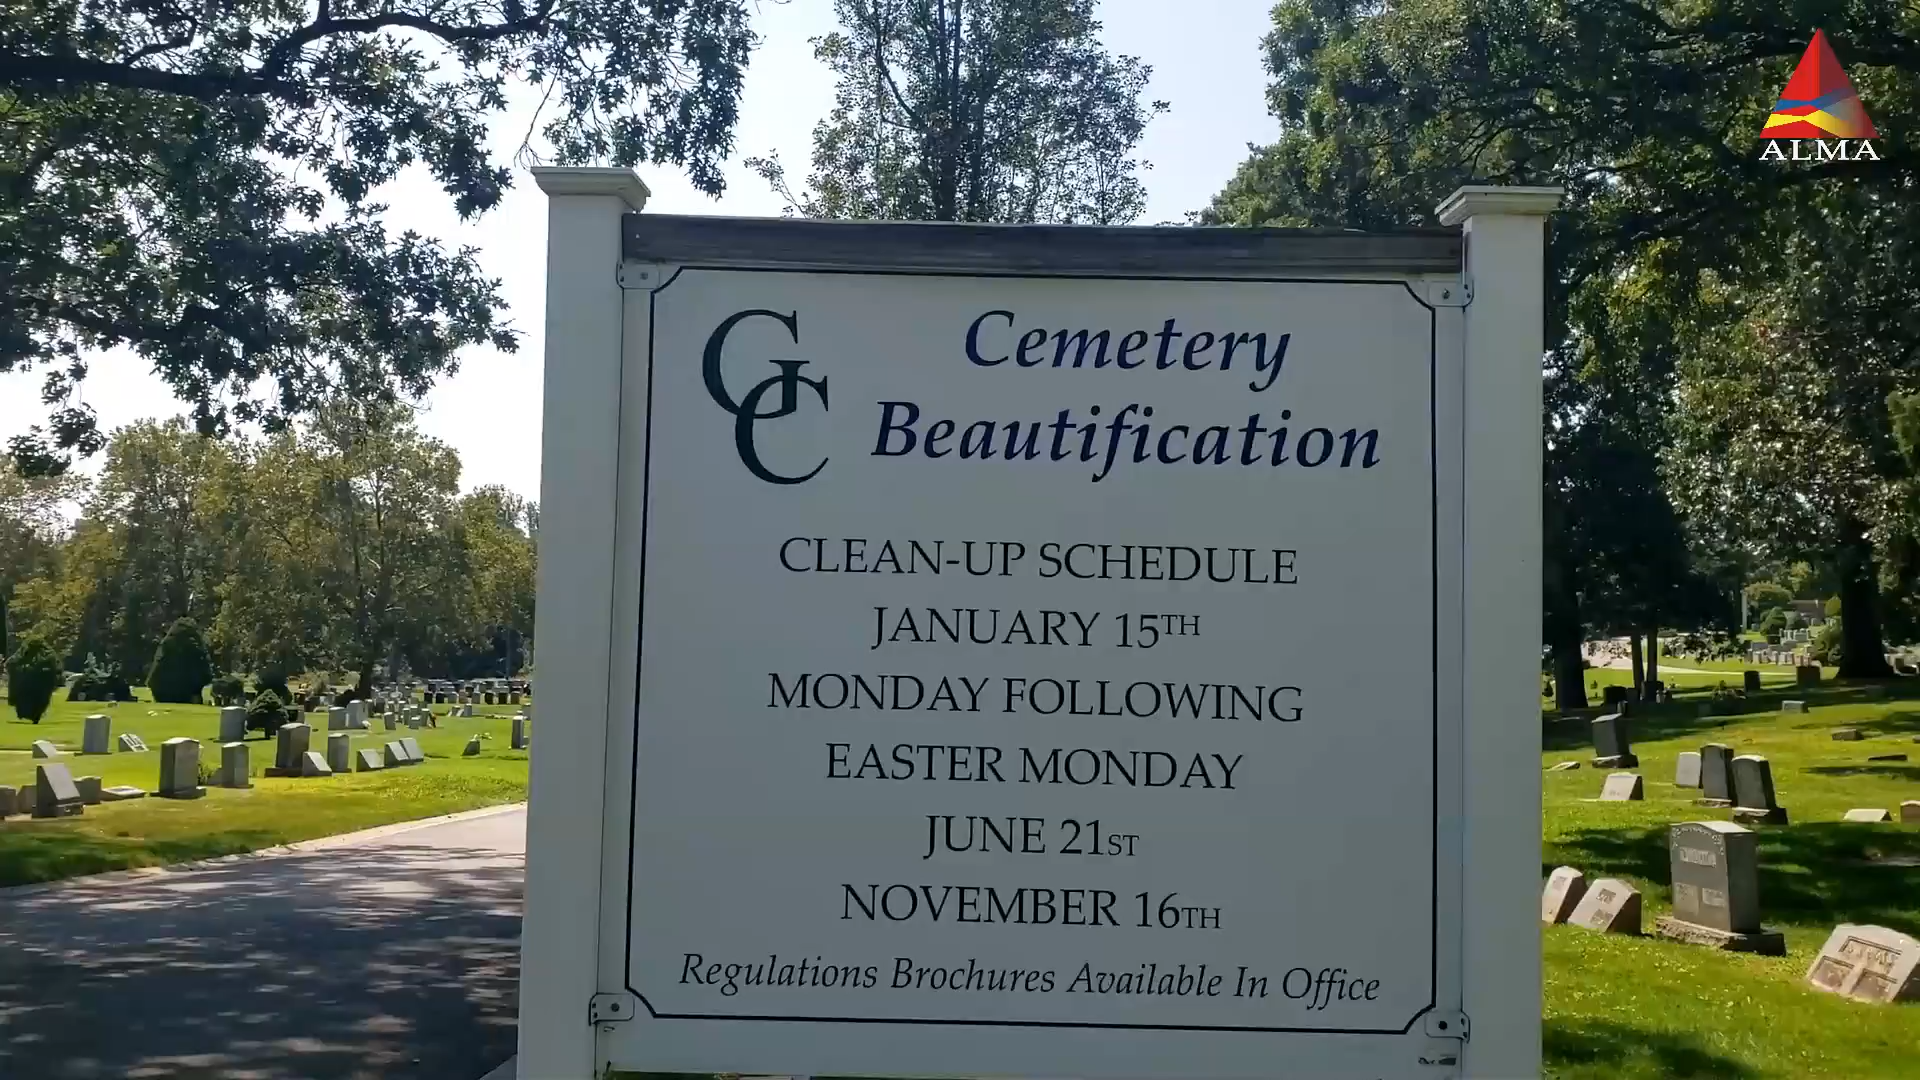 ALMA
GC
Cemetery
Beautification
CLEAN-UP SCHEDULE
JANUARY 15TH
MONDAY FOLLOWING
EASTER MONDAY
JUNE 21ST
NOVEMBER 16TH
Regulations Brochures Available In Office